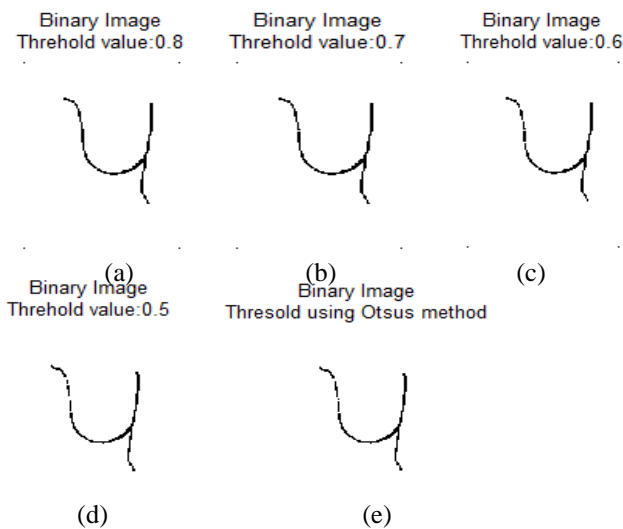 Binary Image
Threhold value:0.8
Binary Image
Threhold value:0.7
Binary Image
Threhold value:0.6
(a)
(b)
(c)
Binary Image
Threhold value:0.5
Binary Image
Thresold using Otsus method
(d)
(e)